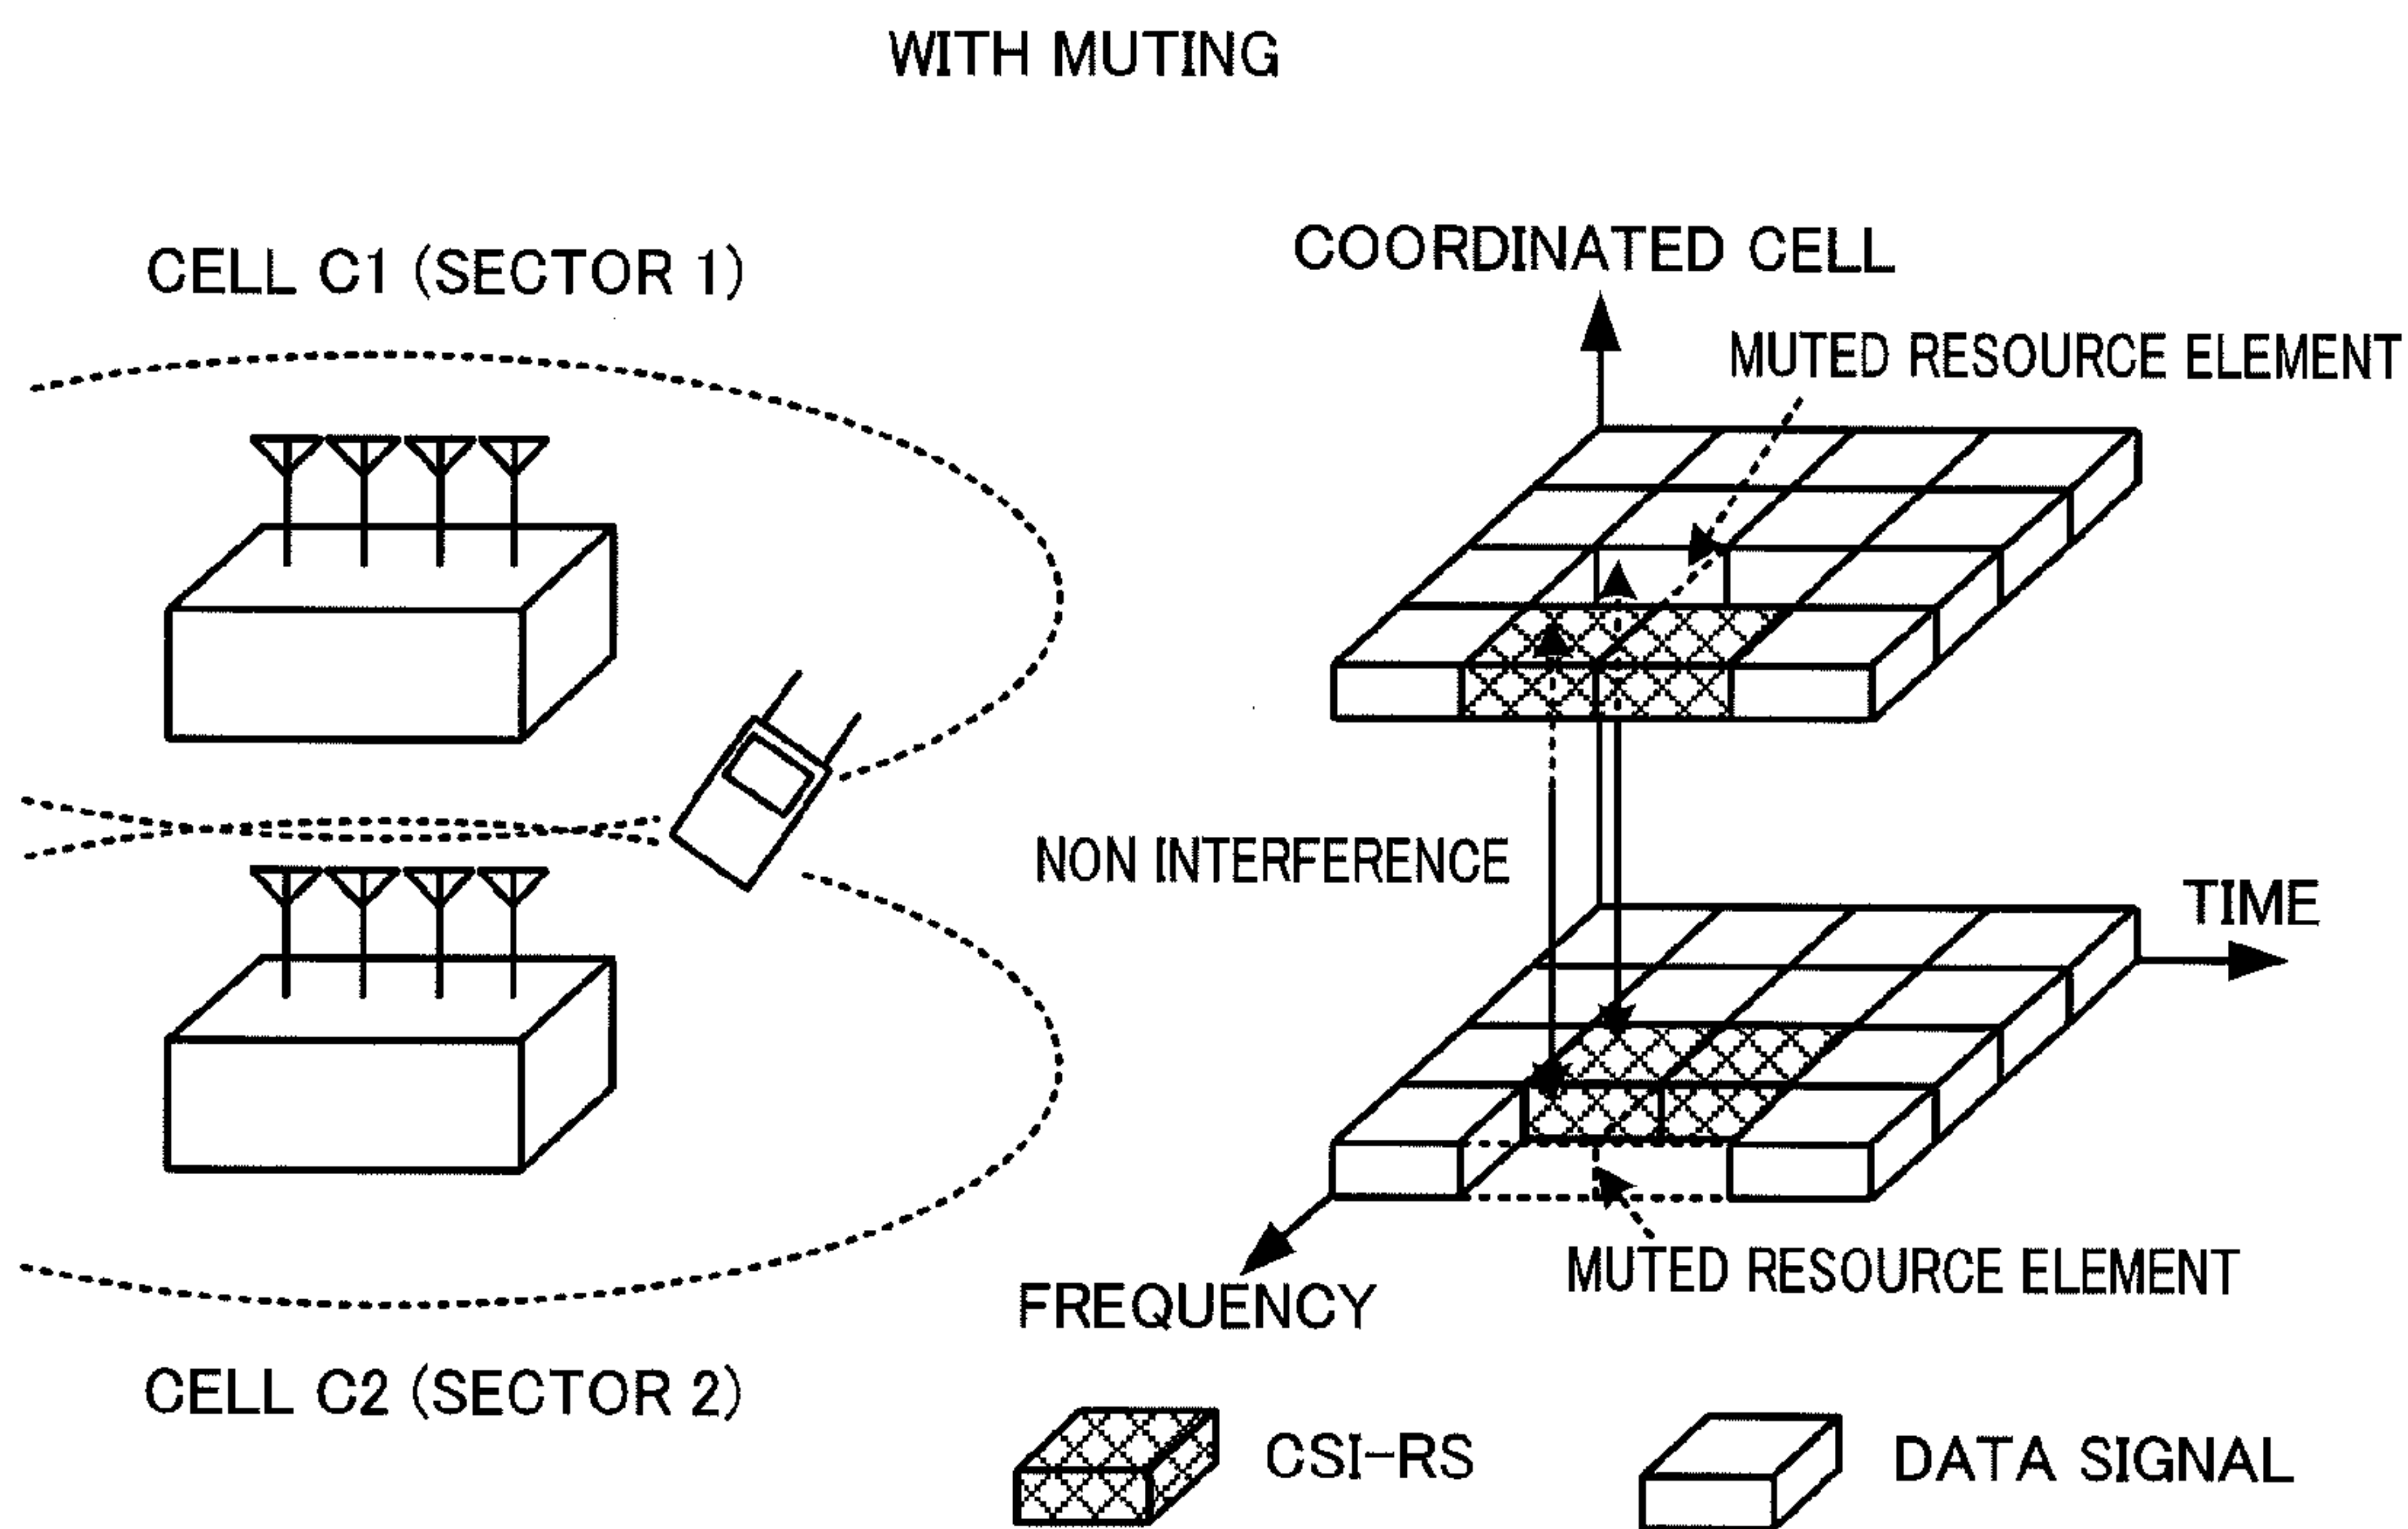 WITH MUTING
CELL C1 (SECTOR 1)
COORDINATED CELL
MUTED RESOURCE ELEMENT
NON INTERFERENCE
TIME
MUTED RESOURCE ELEMENT
FREQUENCY
CELL C2 (SECTOR 2)
CSI-RS
DATA SIGNAL